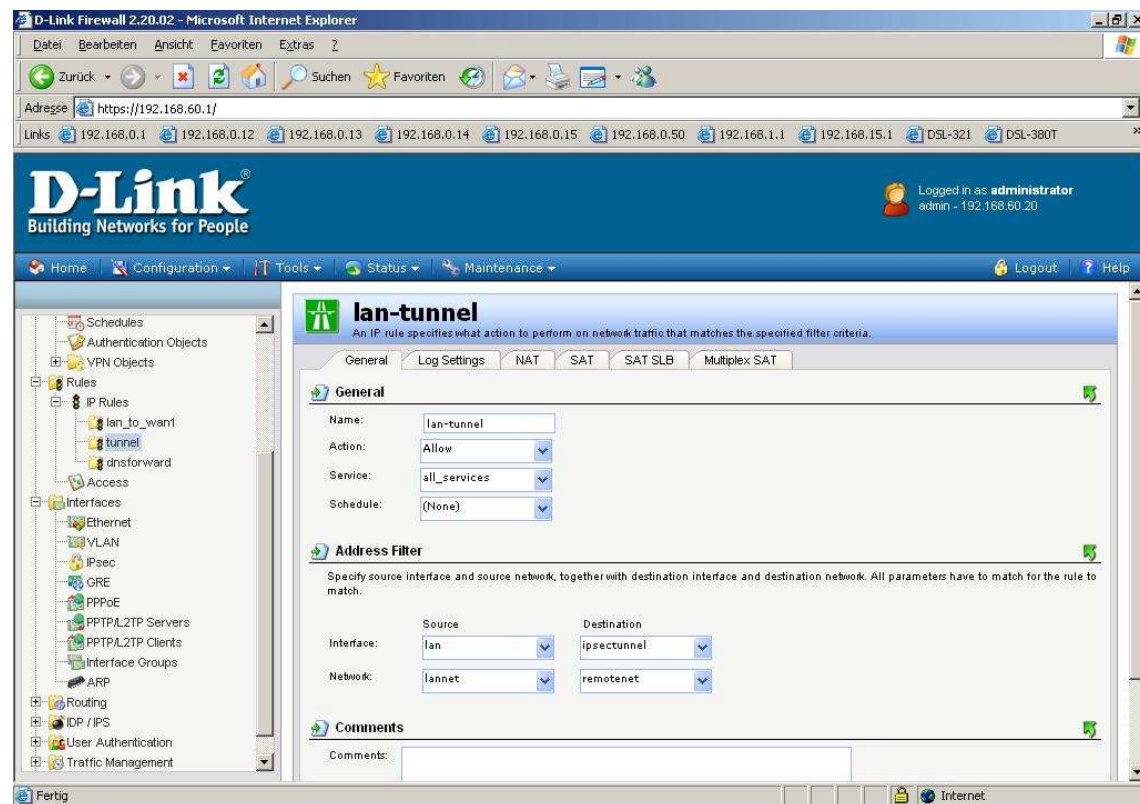 D-Link Firewall 2.20.02 - Microsoft Internet Explorer
Datei Bearbeiten Ansicht Favoriten Extras ?
Zurück Suchen Favoriten
Adresse https://192.168.60.1/
Links 192.168.0.1 192.168.0.12 192.168.0.13 192.168.0.14 192.168.0.15 192.168.0.50 192.168.1.1 192.168.15.1 DSL-321 DSL-380T »
D-Link®
Building Networks for People
Logged in as administrator
admin - 192.168.60.20
Home Configuration Tools Status Maintenance Logout Help
Schedules
Authentication Objects
VPN Objects
Rules
IP Rules
lan_to_wan1
tunnel
dnsforward
Access
Interfaces
Ethernet
VLAN
IPsec
GRE
PPPoE
PPTP/L2TP Servers
PPTP/L2TP Clients
Interface Groups
ARP
Routing
IDP / IPS
User Authentication
Traffic Management
lan-tunnel
An IP rule specifies what action to perform on network traffic that matches the specified filter criteria.
General Log Settings NAT SAT SAT SLB Multiplex SAT
General
Name: lan-tunnel
Action: Allow
Service: all_services
Schedule: (None)
Address Filter
Specify source interface and source network, together with destination interface and destination network. All parameters have to match for the rule to
match.
Source Destination
Interface: lan ipsectunnel
Network: lannet remotenet
Comments
Comments:
Fertig Internet